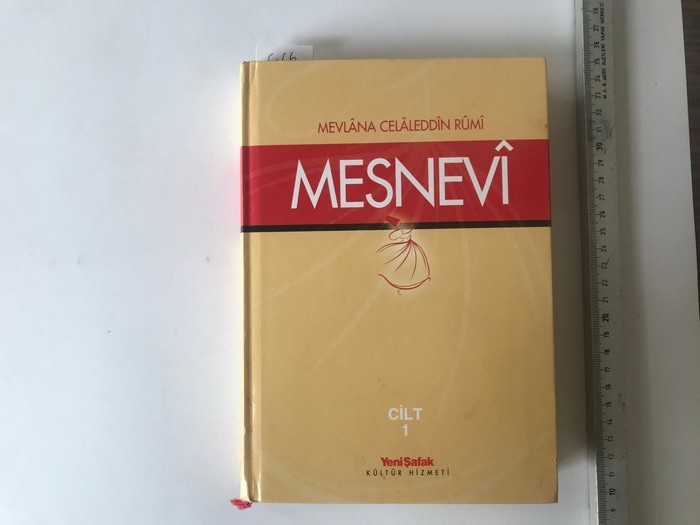 MEVLÂNA CELÂLEDDÎN RÛMÎ
MESNEVÎ
CİLT
1
YeniŞafak
KÜLTÜR HİZMETİ